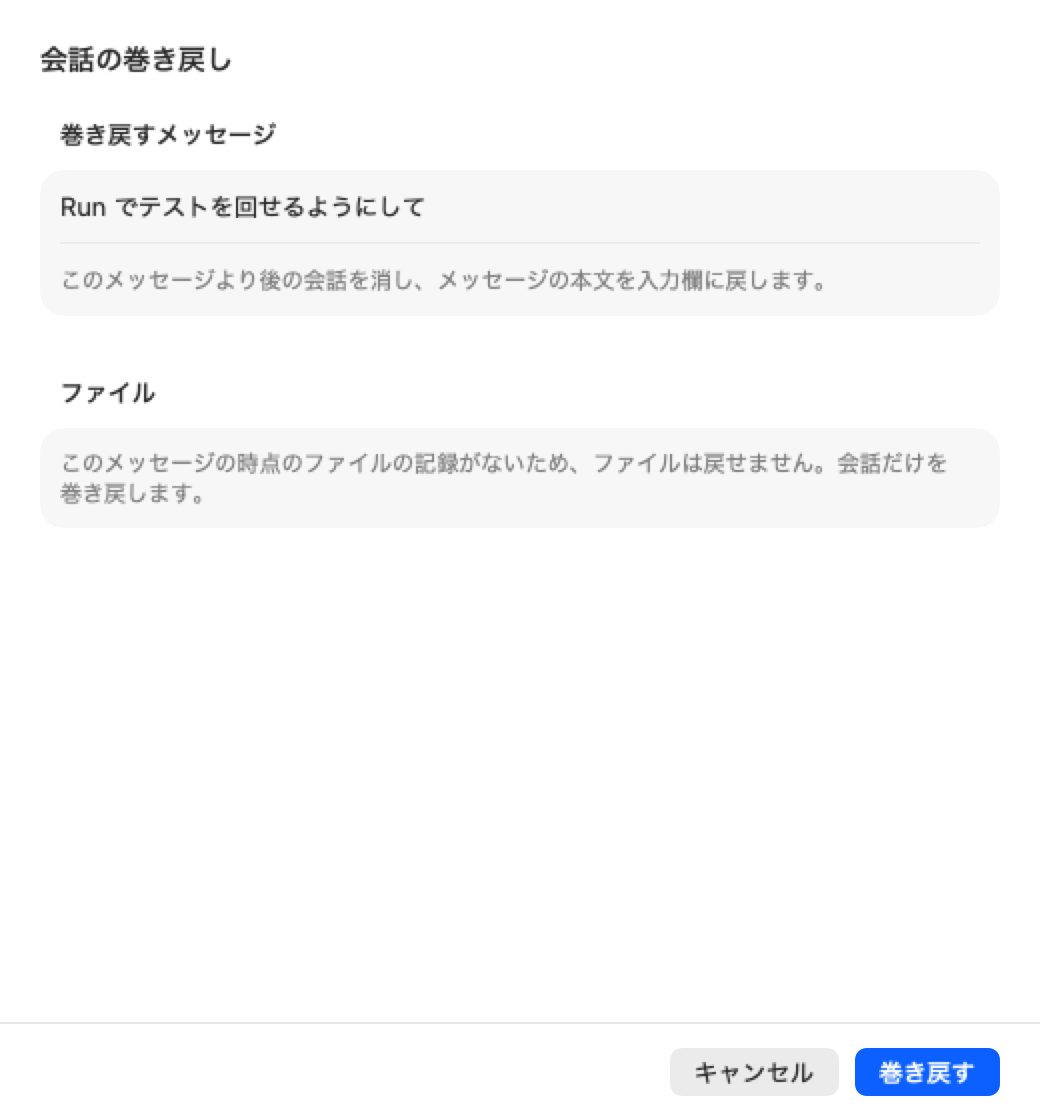 会話の巻き戻し
巻き戻すメッセージ
Run でテストを回せるようにして
このメッセージより後の会話を消し、メッセージの本文を入力欄に戻します。
ファイル
このメッセージの時点のファイルの記録がないため、ファイルは戻せません。会話だけを
巻き戻します。
キャンセル
巻き戻す